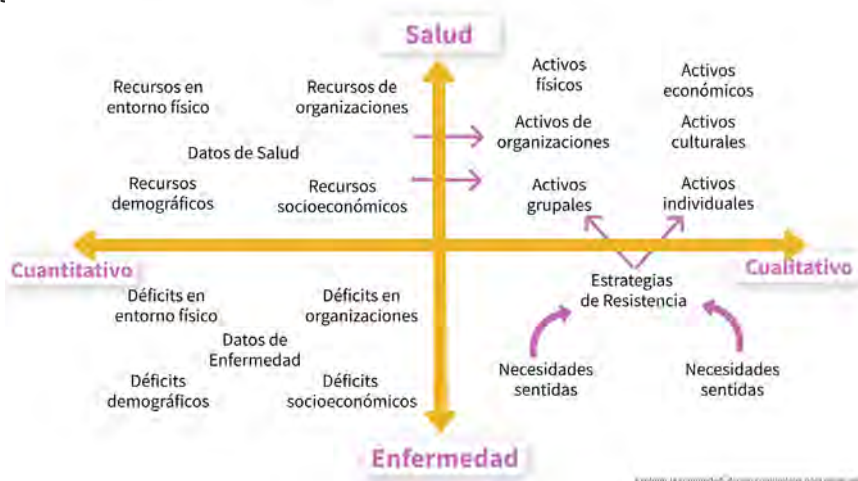 Salud
Recursos en
entorno físico
Recursos de
organizaciones
Datos de Salud
Recursos
demográficos
Recursos
socioeconómicos
Activos
físicos
Activos
económicos
Activos de
organizaciones
Activos
culturales
Activos
grupales
Activos
individuales
Cuantitativo
Cualitativo
Déficits en
entorno físico
Déficits en
organizaciones
Datos de
Enfermedad
Déficits
demográficos
Déficits
socioeconómicos
Estrategias
de Resistencia
Necesidades
sentidas
Necesidades
sentidas
Enfermedad